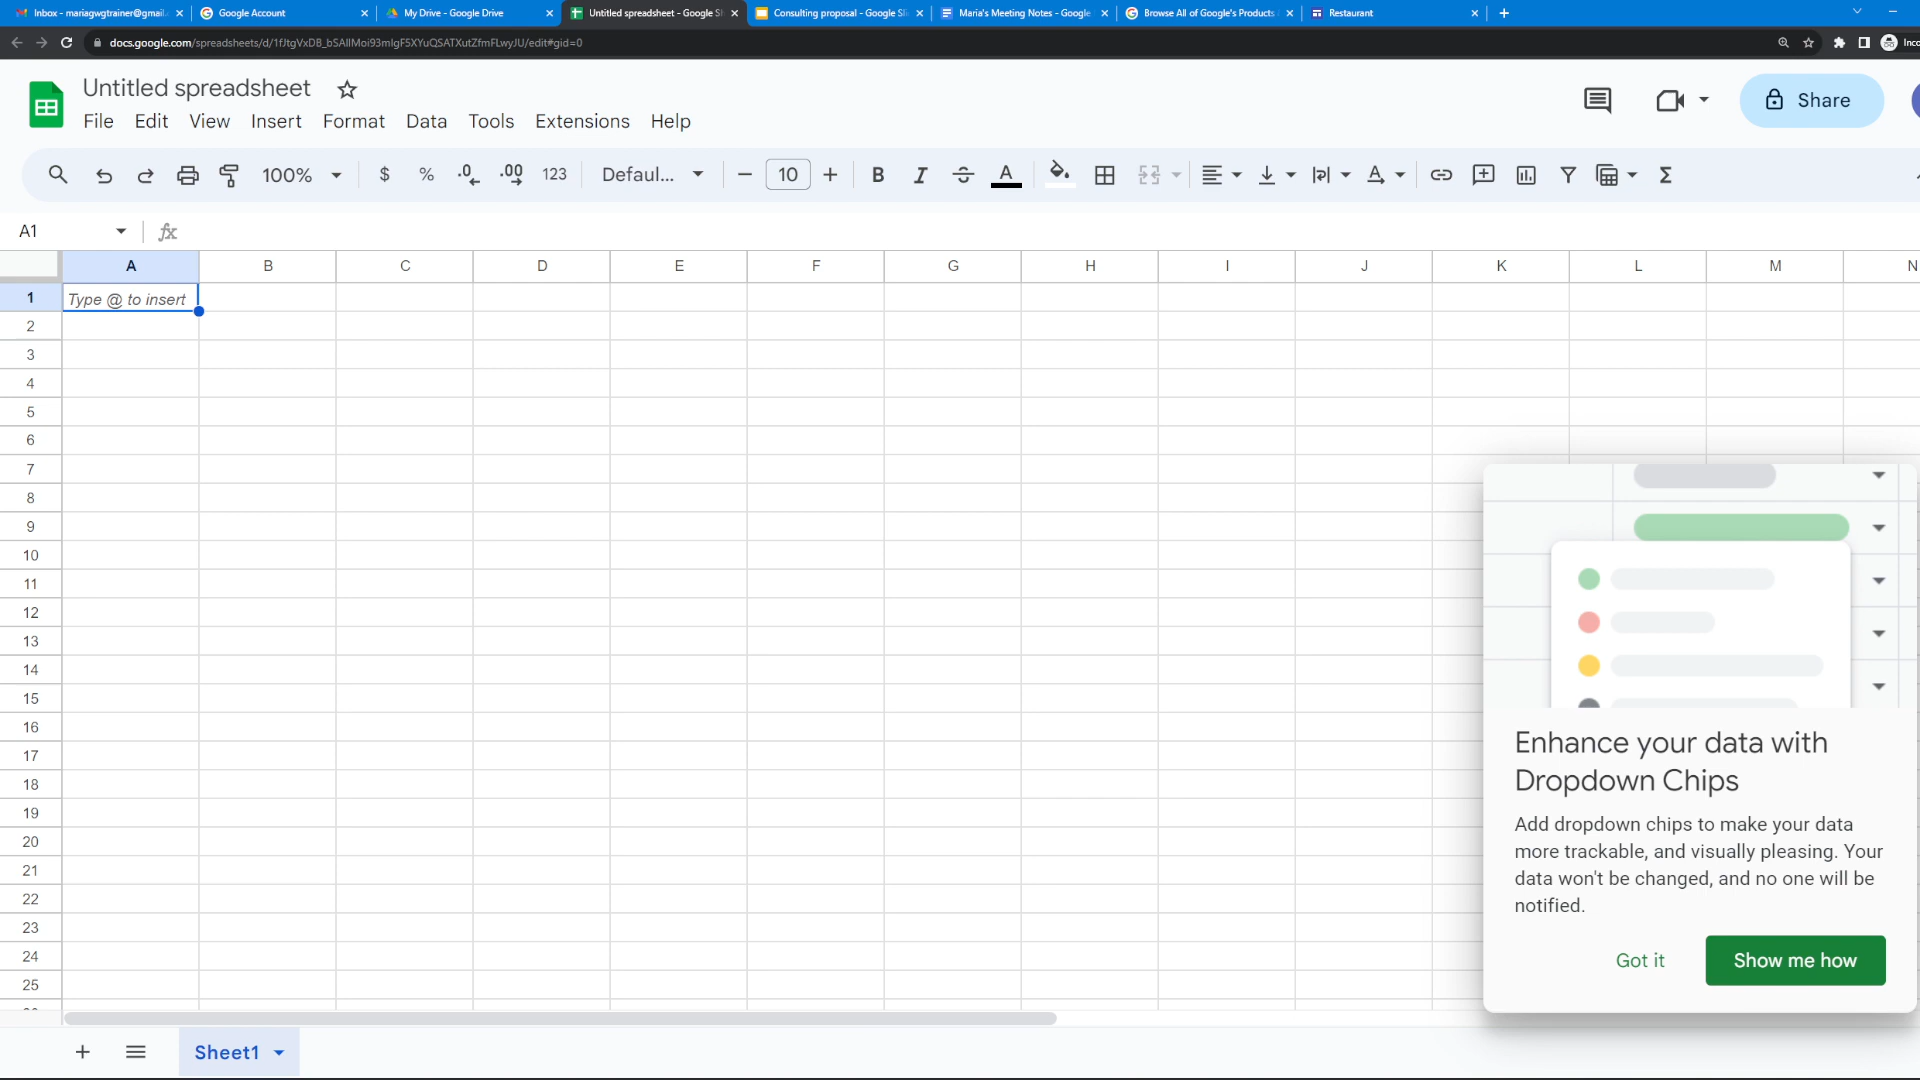 Inbox - mariagwgtrainer@gmail.
Google Account
My Drive - Google Drive
Untitled spreadsheet - Google Sh
Consulting proposal - Google Sli
Maria's Meeting Notes - Google
Browse All of Google's Products
Restaurant
docs.google.com/spreadsheets/d/
/edit#gid=0
Inco
Untitled spreadsheet
File Edit View Insert Format Data Tools Extensions Help
Share
100% $ % .0 .00 123 Defaul... 10 B I S A A Σ
A1 fx
A B C D E F G H I J K L M N
1 Type @ to insert
2
3
4
5
6
7
8
9
10
11
12
13
14
15
16
17
18
19
20
21
22
23
24
25
Enhance your data with
Dropdown Chips
Add dropdown chips to make your data
more trackable, and visually pleasing. Your
data won't be changed, and no one will be
notified.
Got it Show me how
Sheet1